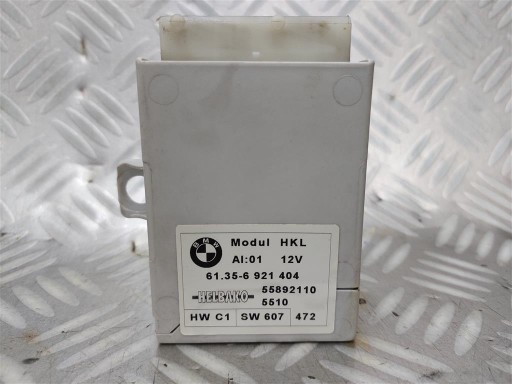 BMW
Modul HKL
AI:01 12V
61.35-6 921 404
HELBAKO 55892110
5510
HW C1 SW 607 472